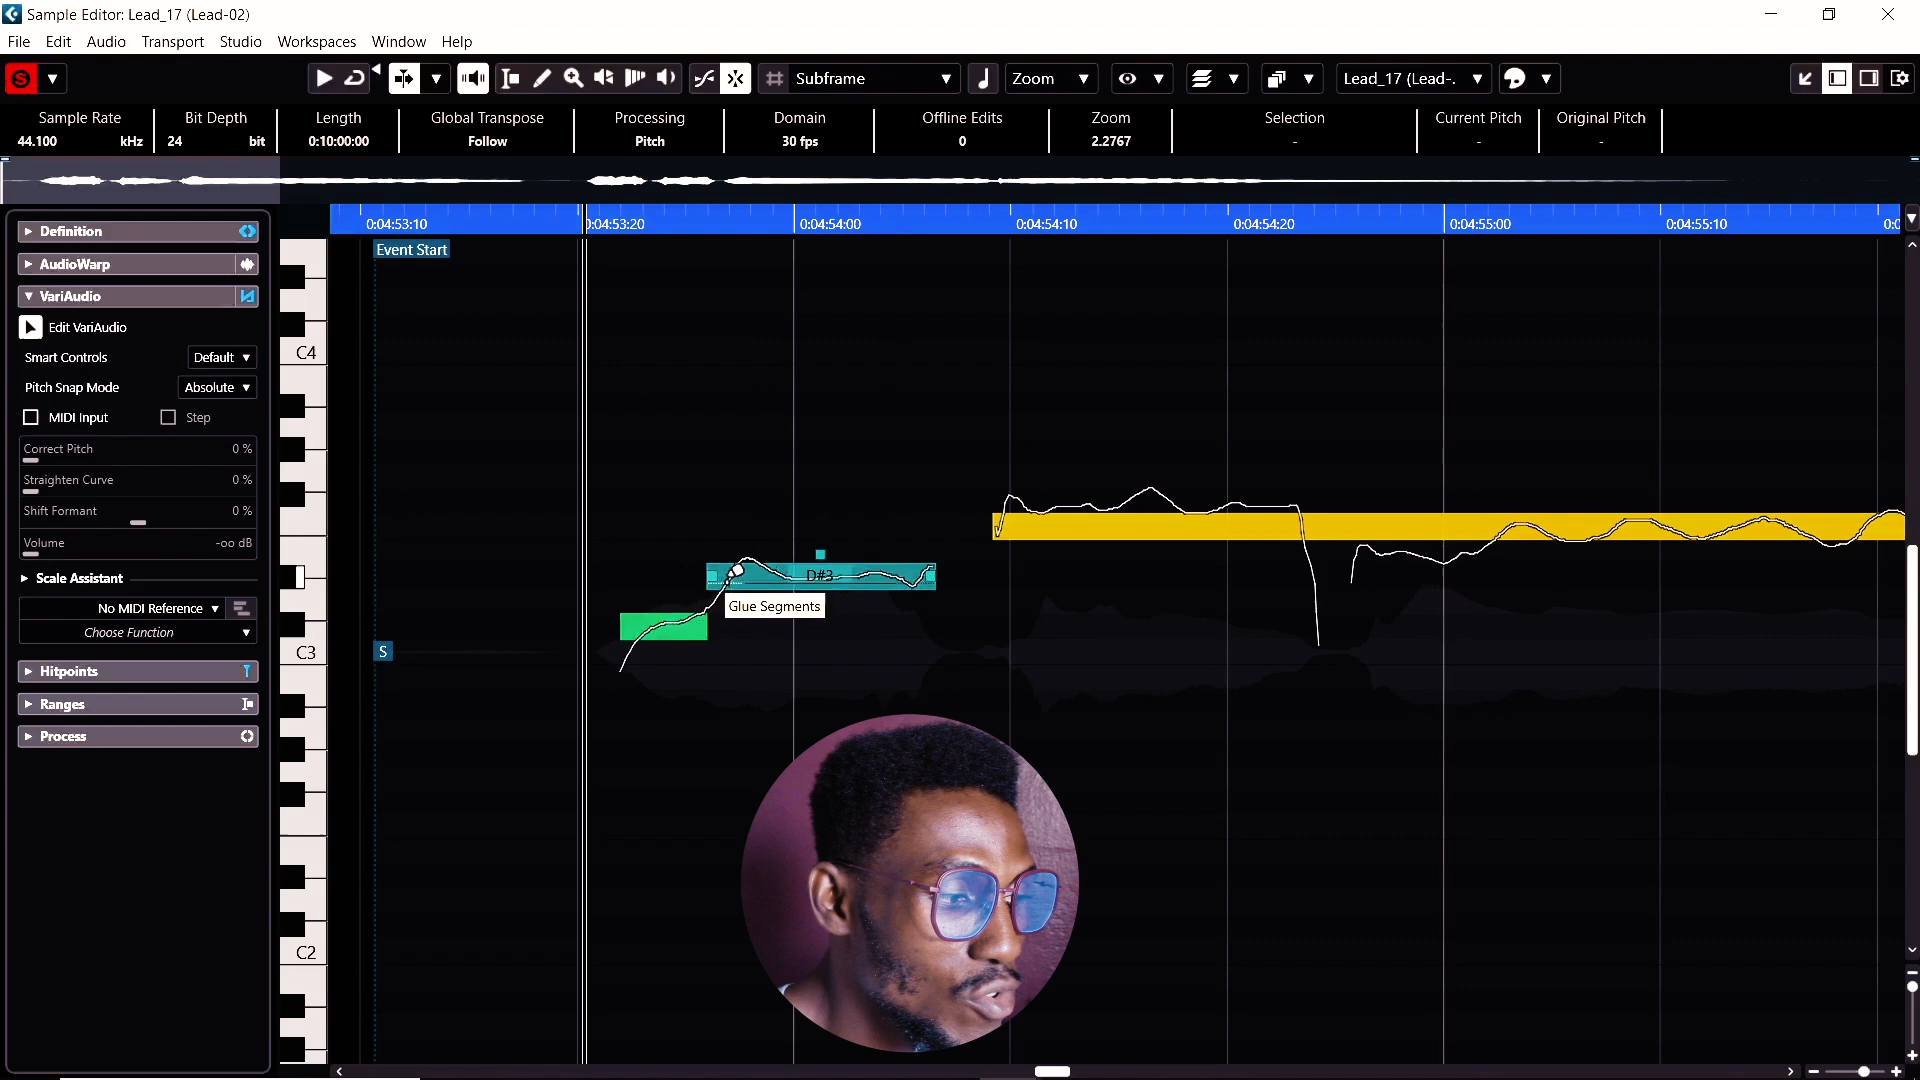 Sample Editor: Lead_17 (Lead-02)
File Edit Audio Transport Studio Workspaces Window Help
S Subframe Zoom Lead_17 (Lead-.
Sample Rate Bit Depth Length Global Transpose Processing Domain Offline Edits Zoom Selection Current Pitch Original Pitch
44.100 kHz 24 bit 0:10:00:00 Follow Pitch 30 fps 0 2.2767 - - -
0:04:53:10 0:04:53:20 0:04:54:00 0:04:54:10 0:04:54:20 0:04:55:00 0:04:55:10 0:0
Definition
Event Start
AudioWarp
VariAudio
Edit VariAudio
Smart Controls Default
C4
Pitch Snap Mode Absolute
MIDI Input Step
Correct Pitch 0 %
Straighten Curve 0 %
Shift Formant 0 %
Volume -oo dB
D#3
Scale Assistant
Glue Segments
No MIDI Reference
Choose Function
C3
S
Hitpoints
Ranges
Process
C2